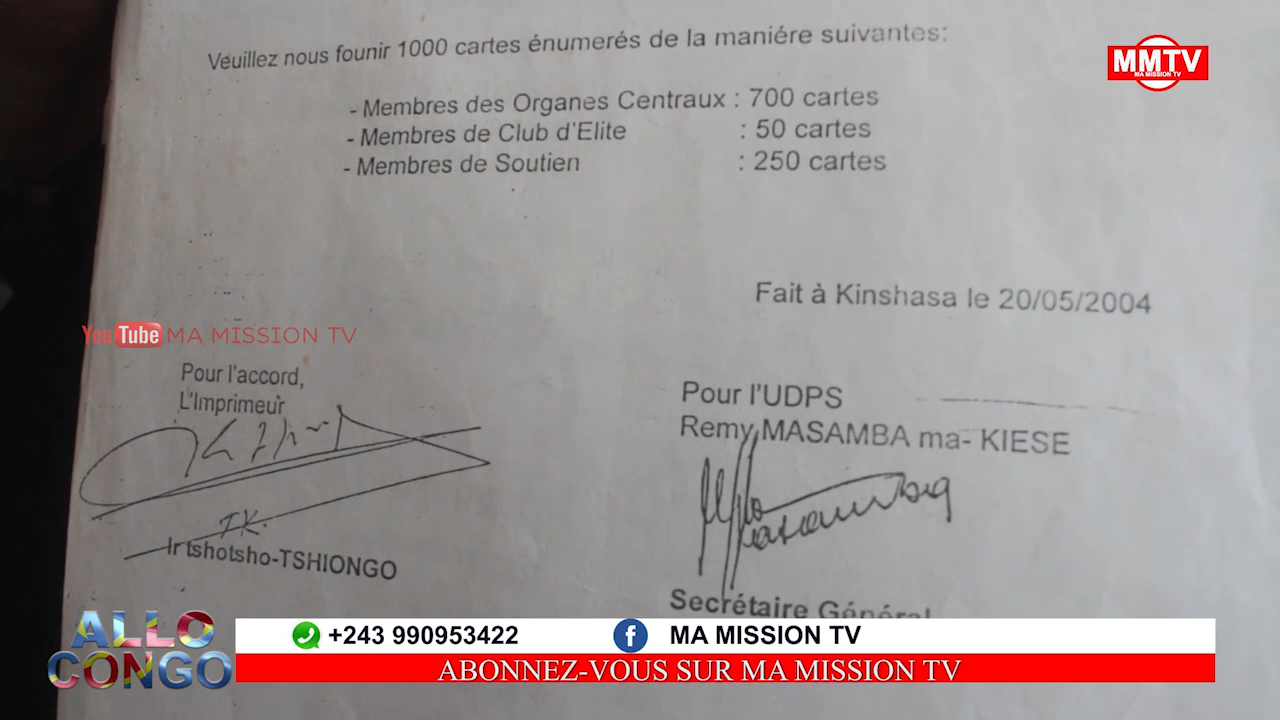 Veuillez nous founir 1000 cartes énumerés de la maniére suivantes:
MMTV
MA MISSION TV
- Membres des Organes Centraux : 700 cartes
- Membres de Club d'Elite : 50 cartes
- Membres de Soutien : 250 cartes
Fait à Kinshasa le 20/05/2004
YouTube MA MISSION TV
Pour l'accord,
L'Imprimeur
Pour l'UDPS
Remy MASAMBA ma- KIESE
T.K.
Ir tshotsho-TSHIONGO
Secrétaire Général
ALLO
CONGO
+243 990953422
MA MISSION TV
ABONNEZ-VOUS SUR MA MISSION TV